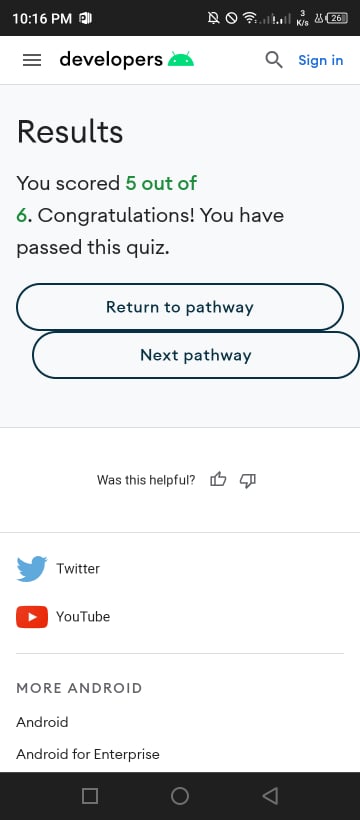 10:16 PM
3
K/s
26
developers
Sign in
Results
You scored 5 out of
6. Congratulations! You have
passed this quiz.
Return to pathway
Next pathway
Was this helpful?
Twitter
YouTube
MORE ANDROID
Android
Android for Enterprise